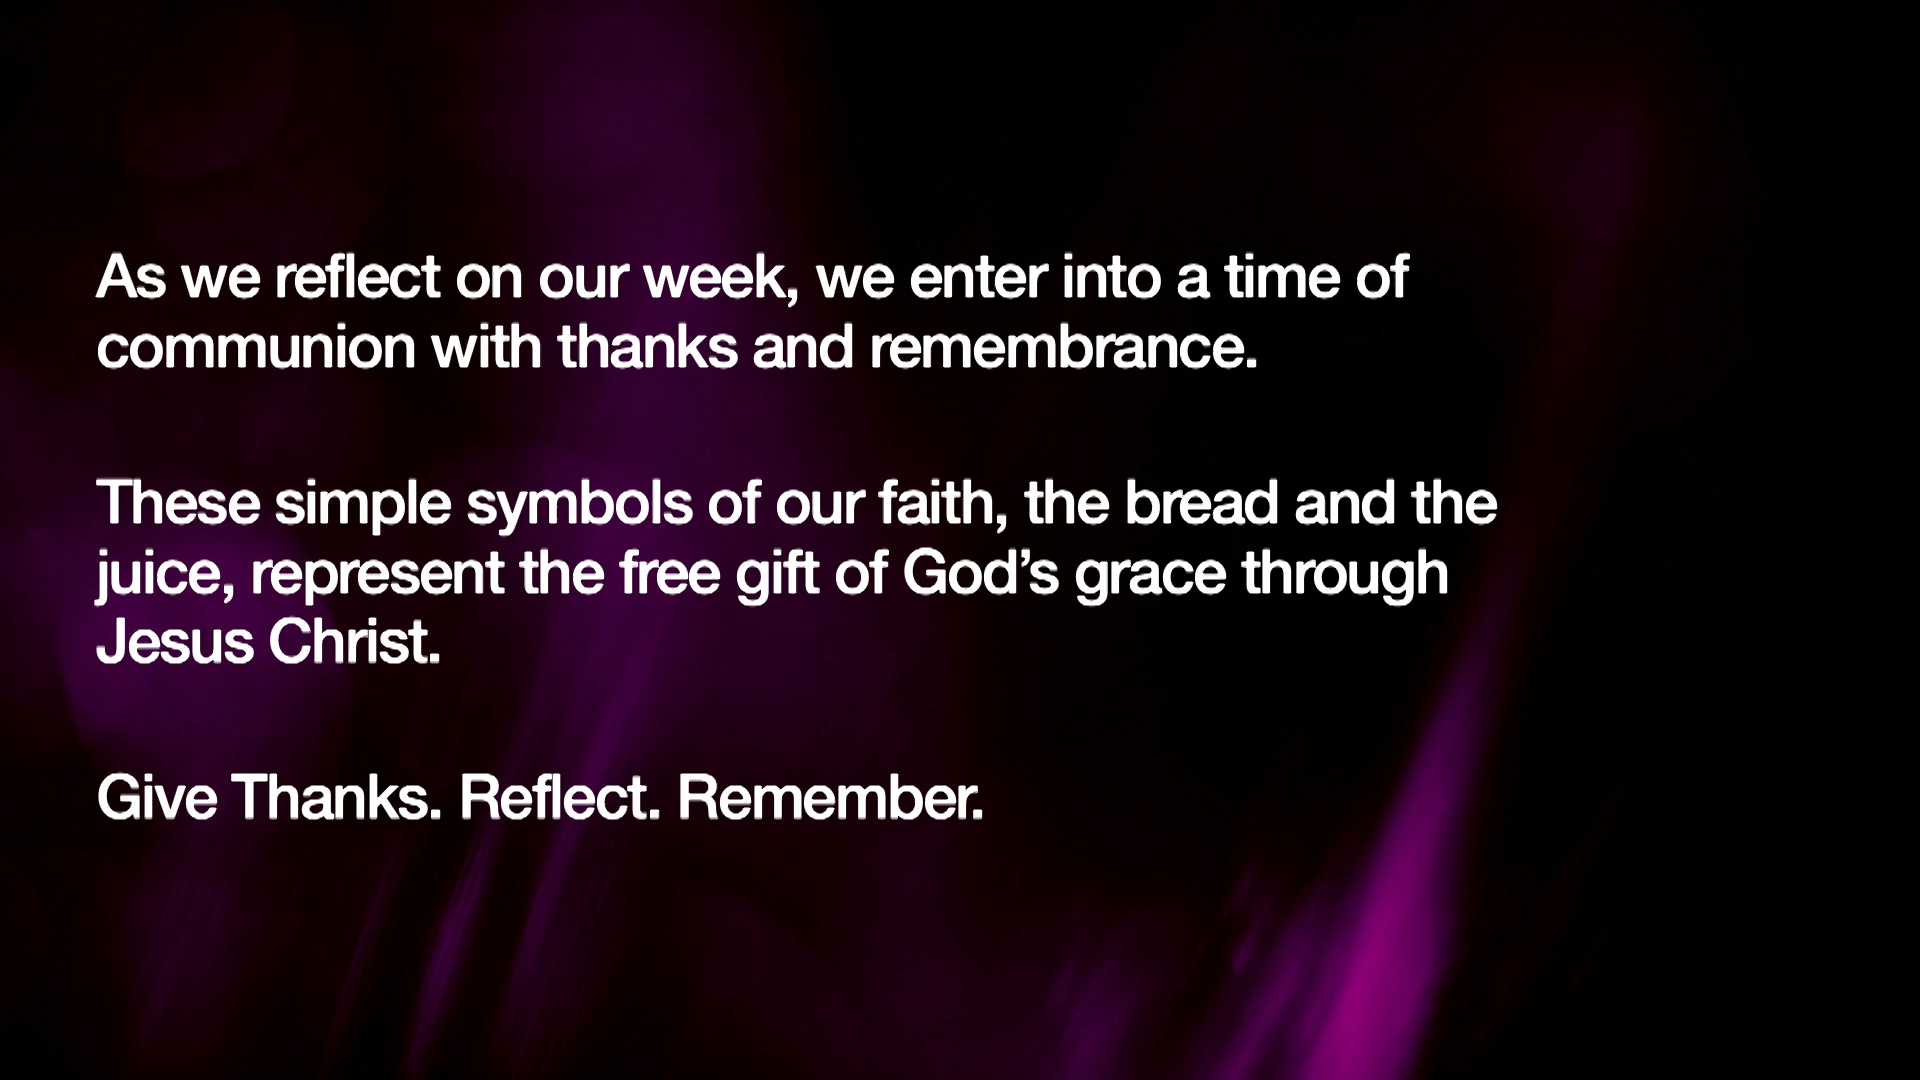 As we reflect on our week, we enter into a time of
communion with thanks and remembrance.
These simple symbols of our faith, the bread and the
juice, represent the free gift of God’s grace through
Jesus Christ.
Give Thanks. Reflect. Remember.